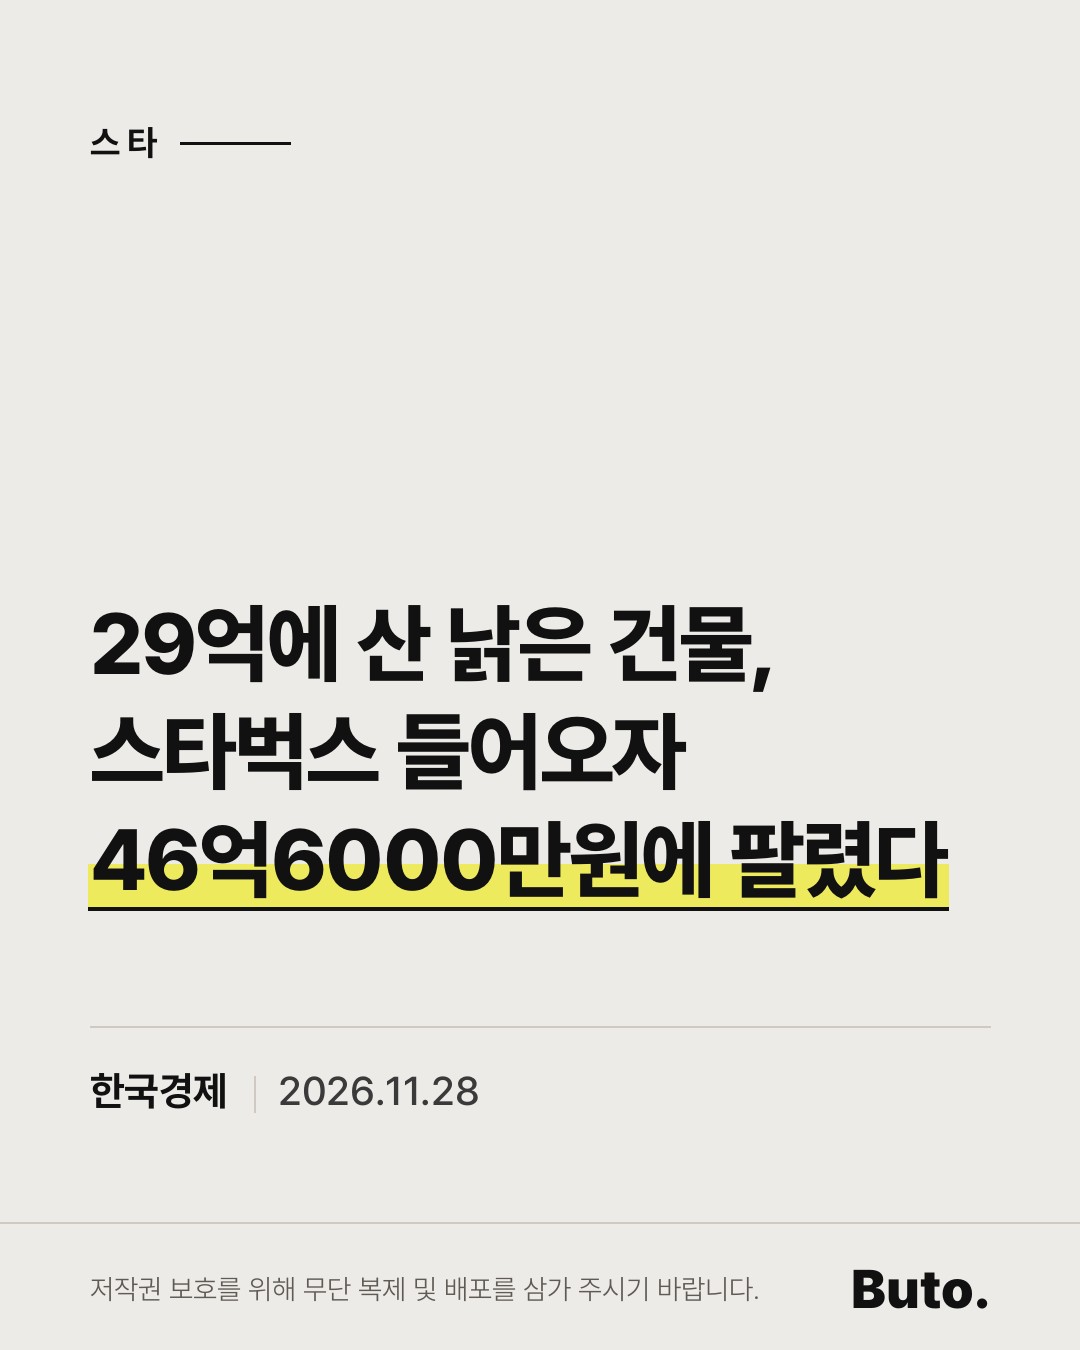 스타
29억에 산 낡은 건물,
스타벅스 들어오자
46억6000만원에 팔렸다
한국경제 | 2026.11.28
저작권 보호를 위해 무단 복제 및 배포를 삼가 주시기 바랍니다.
Buto.